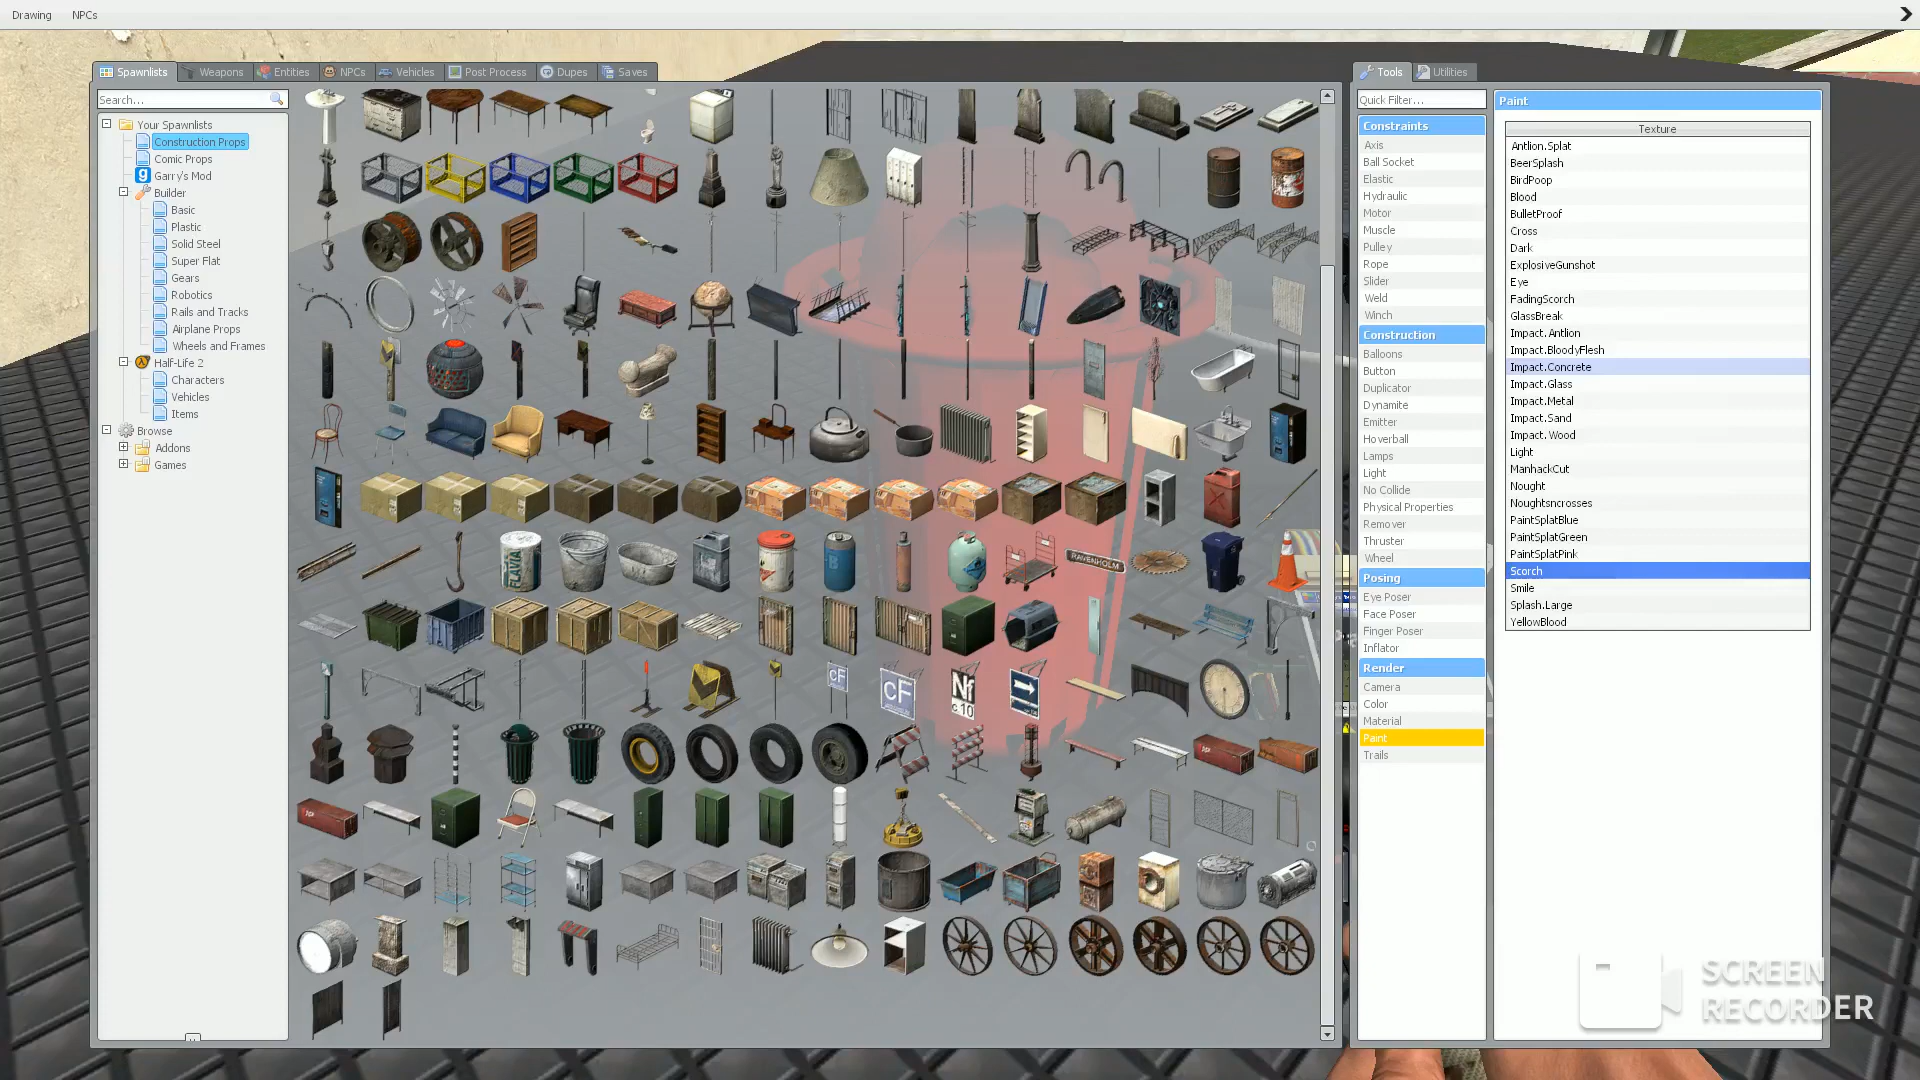 Drawing NPCs
Spawnlists Weapons Entities NPCs Vehicles Post Process Dupes Saves
Tools Utilities
Search...
Your Spawnlists
Construction Props
Comic Props
Garry's Mod
Builder
Basic
Plastic
Solid Steel
Super Flat
Gears
Robotics
Rails and Tracks
Airplane Props
Wheels and Frames
Half-Life 2
Characters
Vehicles
Items
Browse
Addons
Games
RAVENHOLM
cF
cF
Nf
c 10
Quick Filter...
Constraints
Axis
Ball Socket
Elastic
Hydraulic
Motor
Muscle
Pulley
Rope
Slider
Weld
Winch
Construction
Balloons
Button
Duplicator
Dynamite
Emitter
Hoverball
Lamps
Light
No Collide
Physical Properties
Remover
Thruster
Wheel
Posing
Eye Poser
Face Poser
Finger Poser
Inflator
Render
Camera
Color
Material
Paint
Trails
Paint
Texture
Antlion.Splat
BeerSplash
BirdPoop
Blood
BulletProof
Cross
Dark
ExplosiveGunshot
Eye
FadingScorch
GlassBreak
Impact.Antlion
Impact.BloodyFlesh
Impact.Concrete
Impact.Glass
Impact.Metal
Impact.Sand
Impact.Wood
Light
ManhackCut
Nought
Noughtsncrosses
PaintSplatBlue
PaintSplatGreen
PaintSplatPink
Scorch
Smile
Splash.Large
YellowBlood
SCREEN
RECORDER